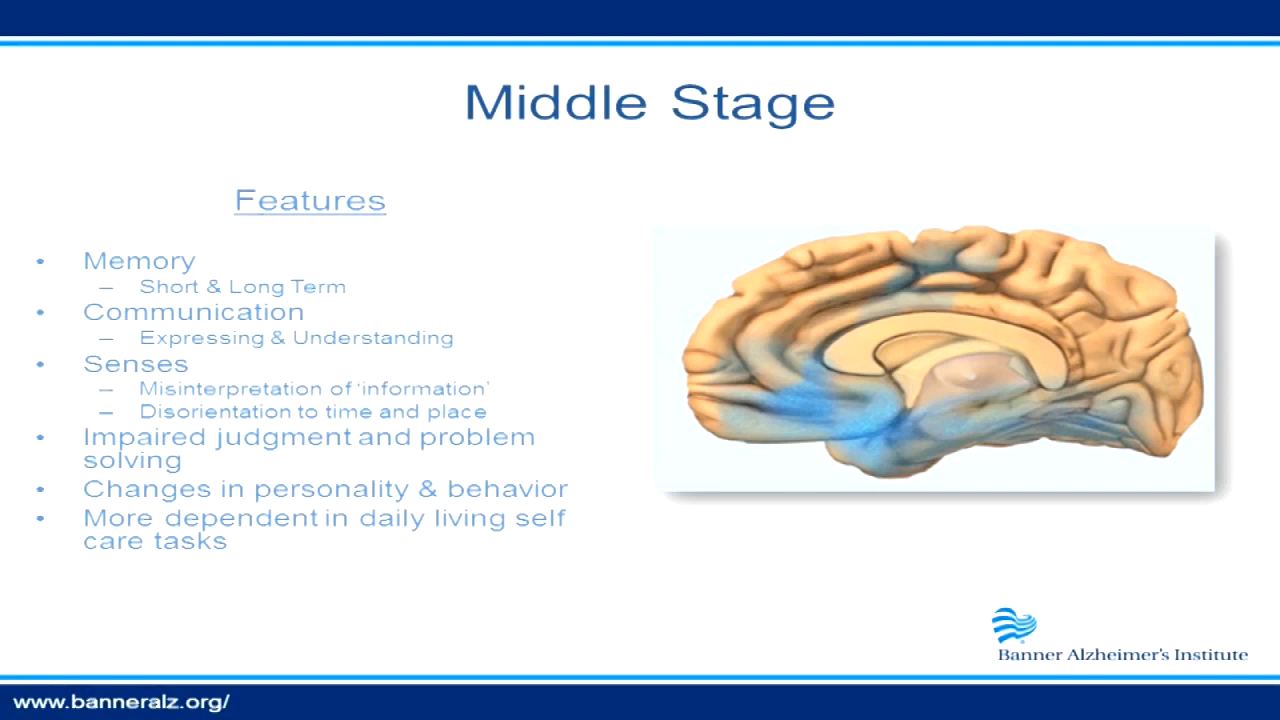 Middle Stage
Features
• Memory
– Short & Long Term
• Communication
– Expressing & Understanding
• Senses
– Misinterpretation of 'information'
– Disorientation to time and place
• Impaired judgment and problem
solving
• Changes in personality & behavior
• More dependent in daily living self
care tasks
Banner Alzheimer's Institute
www.banneralz.org/